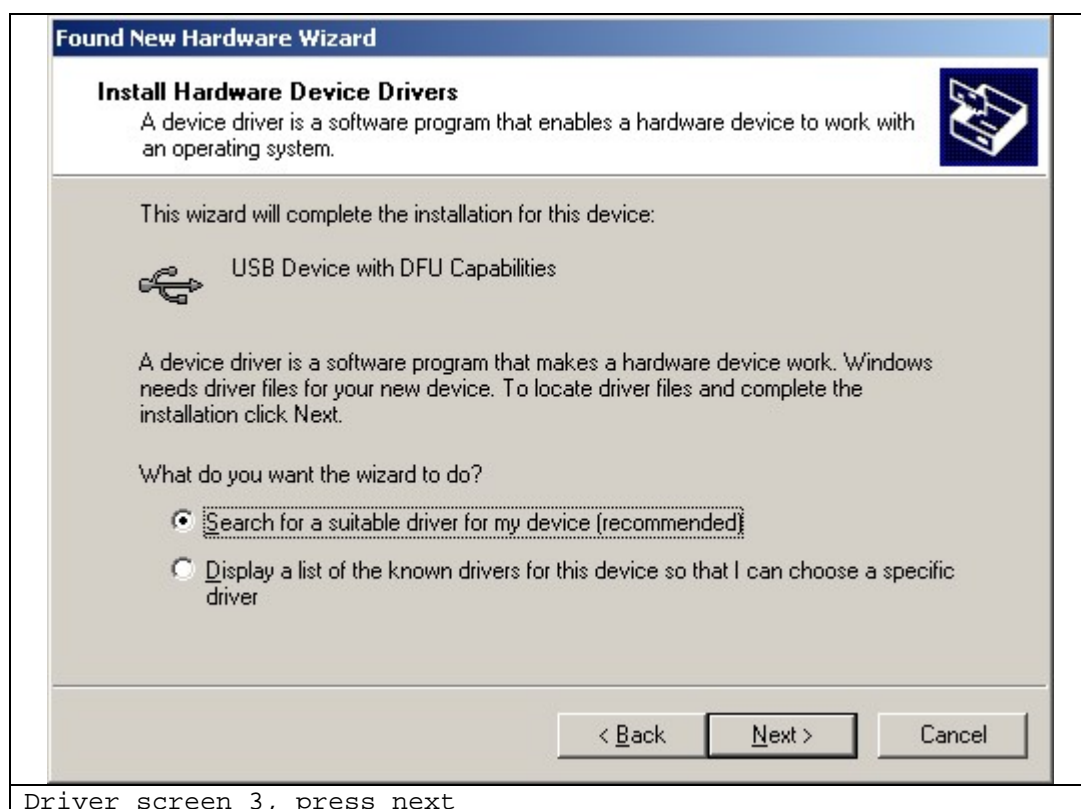 Found New Hardware Wizard
Install Hardware Device Drivers
A device driver is a software program that enables a hardware device to work with
an operating system.
This wizard will complete the installation for this device:
USB Device with DFU Capabilities
A device driver is a software program that makes a hardware device work. Windows
needs driver files for your new device. To locate driver files and complete the
installation click Next.
What do you want the wizard to do?
Search for a suitable driver for my device (recommended)
Display a list of the known drivers for this device so that I can choose a specific
driver
< Back Next > Cancel
Driver screen 3, press next